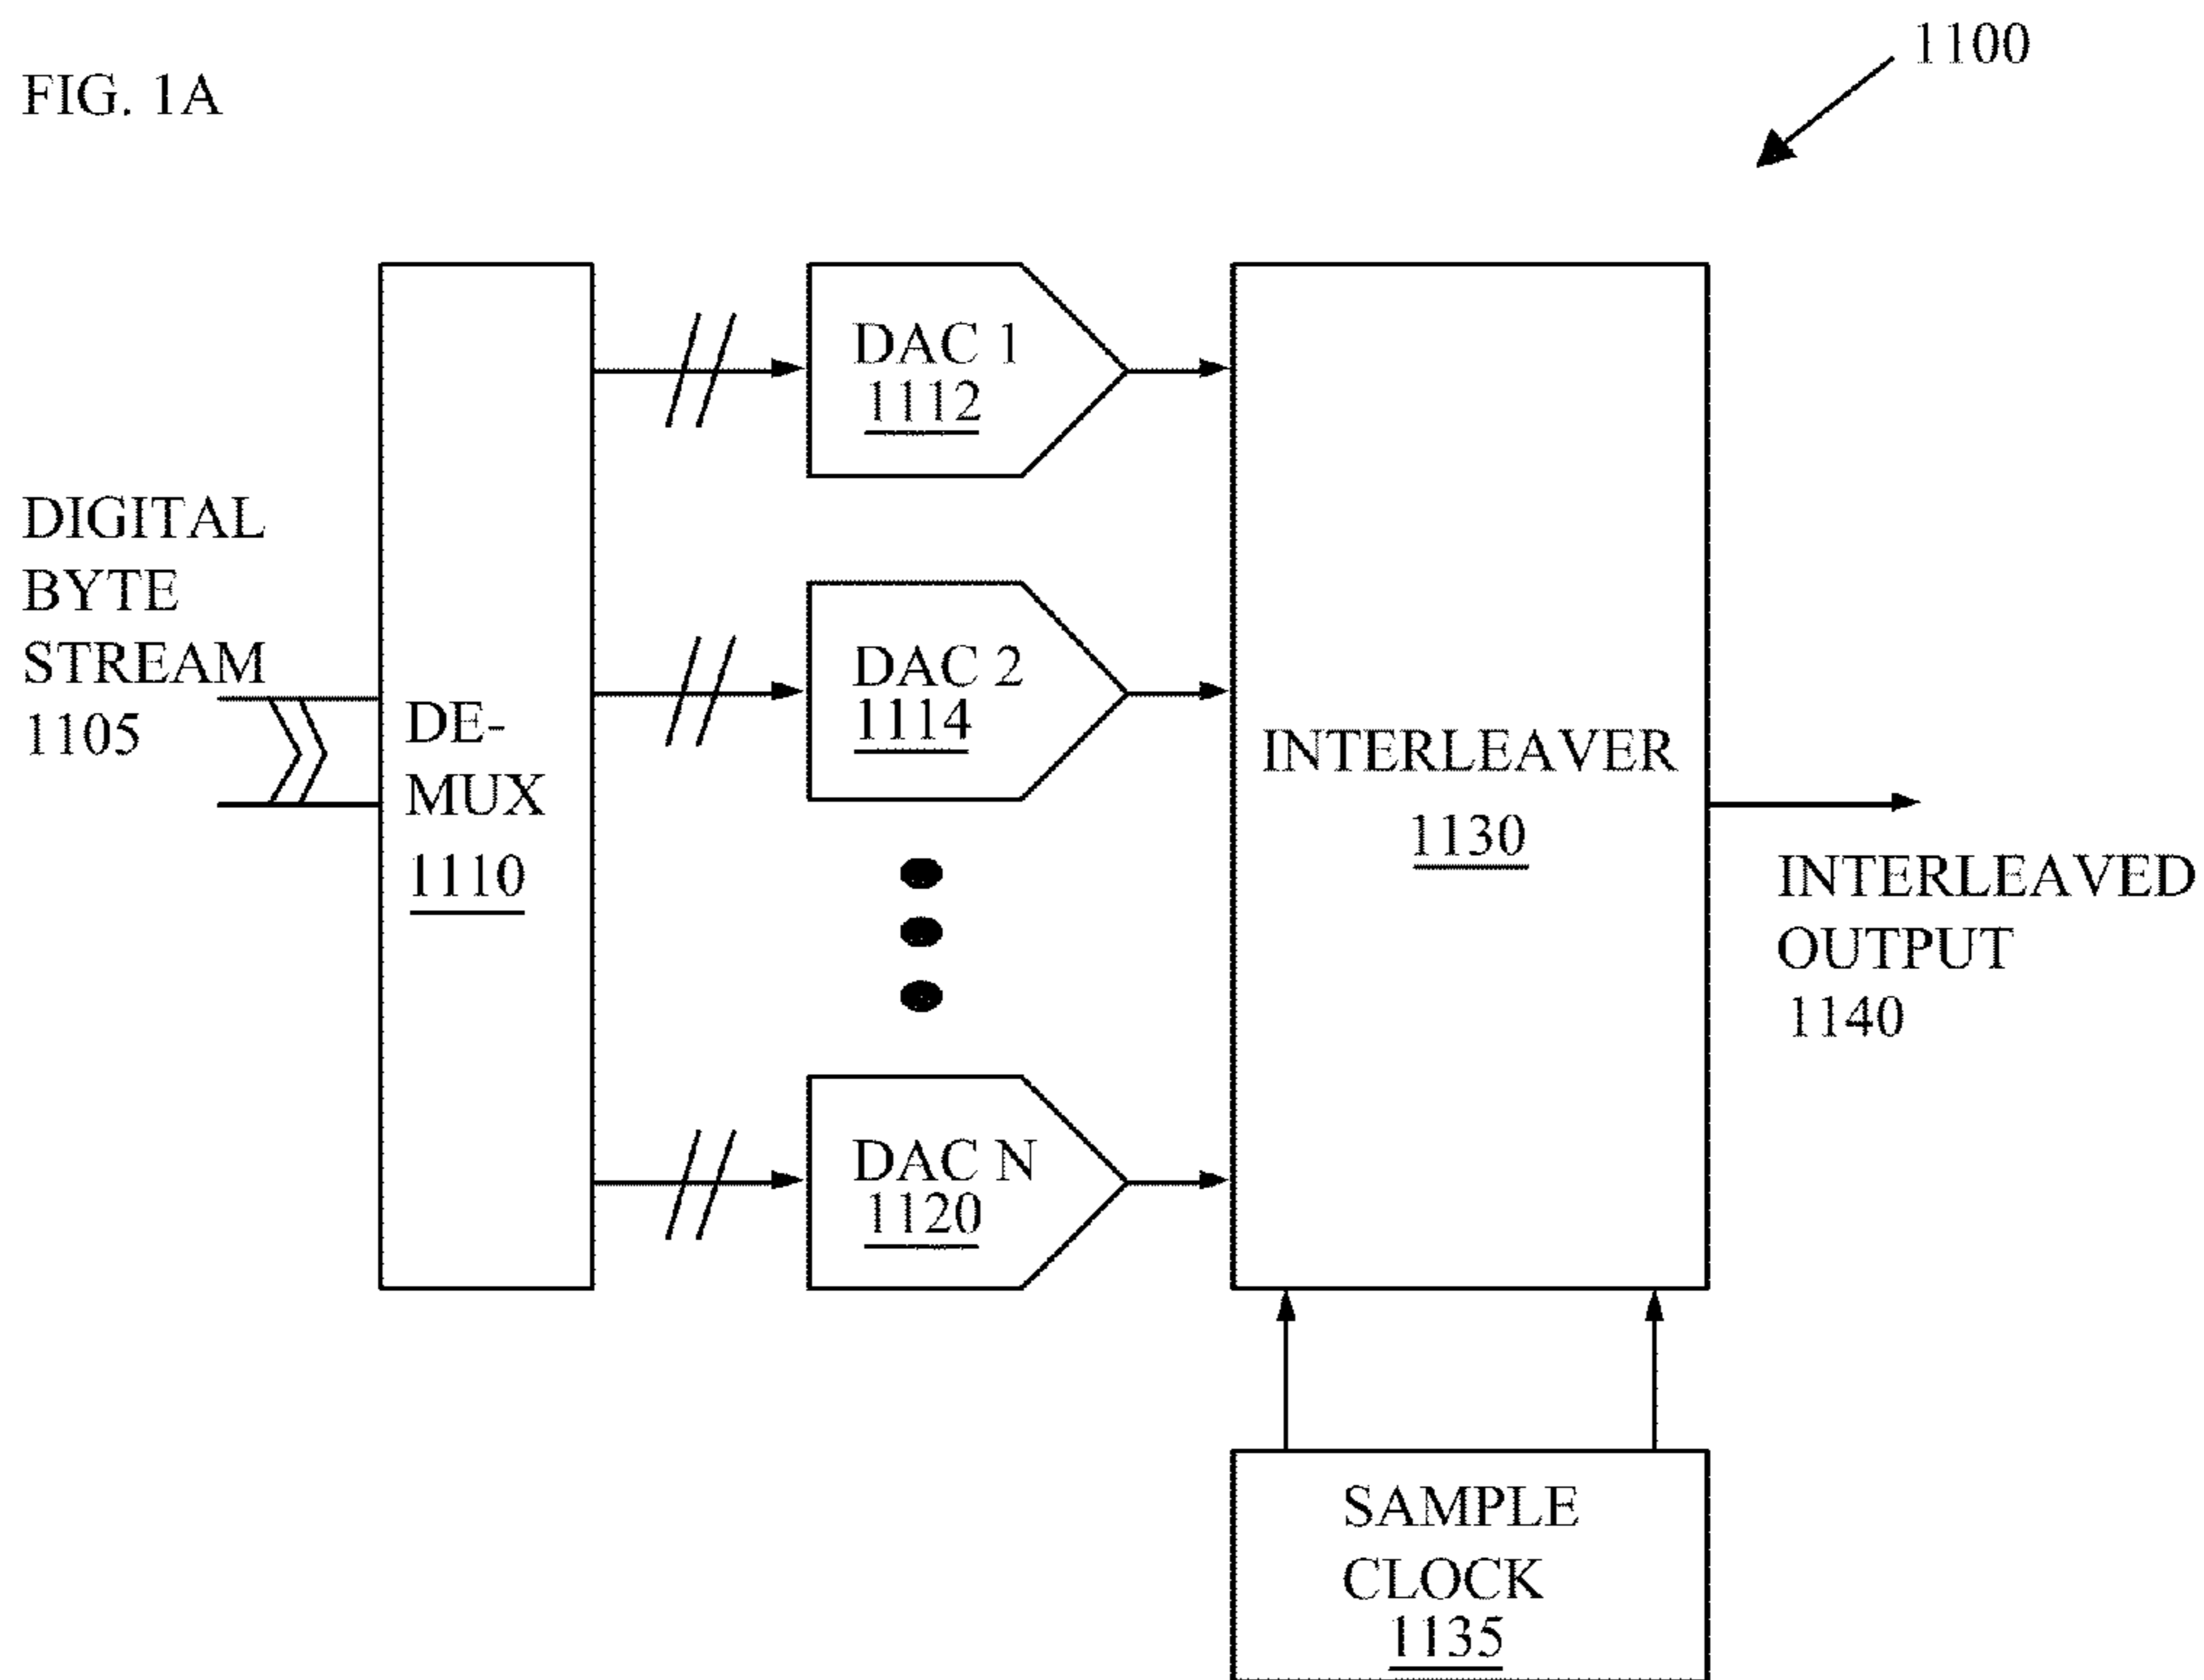 FIG. 1A
1100
DIGITAL
BYTE
STREAM
1105
DE-
MUX
1110
DAC 1
1112
DAC 2
1114
DAC N
1120
INTERLEAVER
1130
INTERLEAVED
OUTPUT
1140
SAMPLE
CLOCK
1135